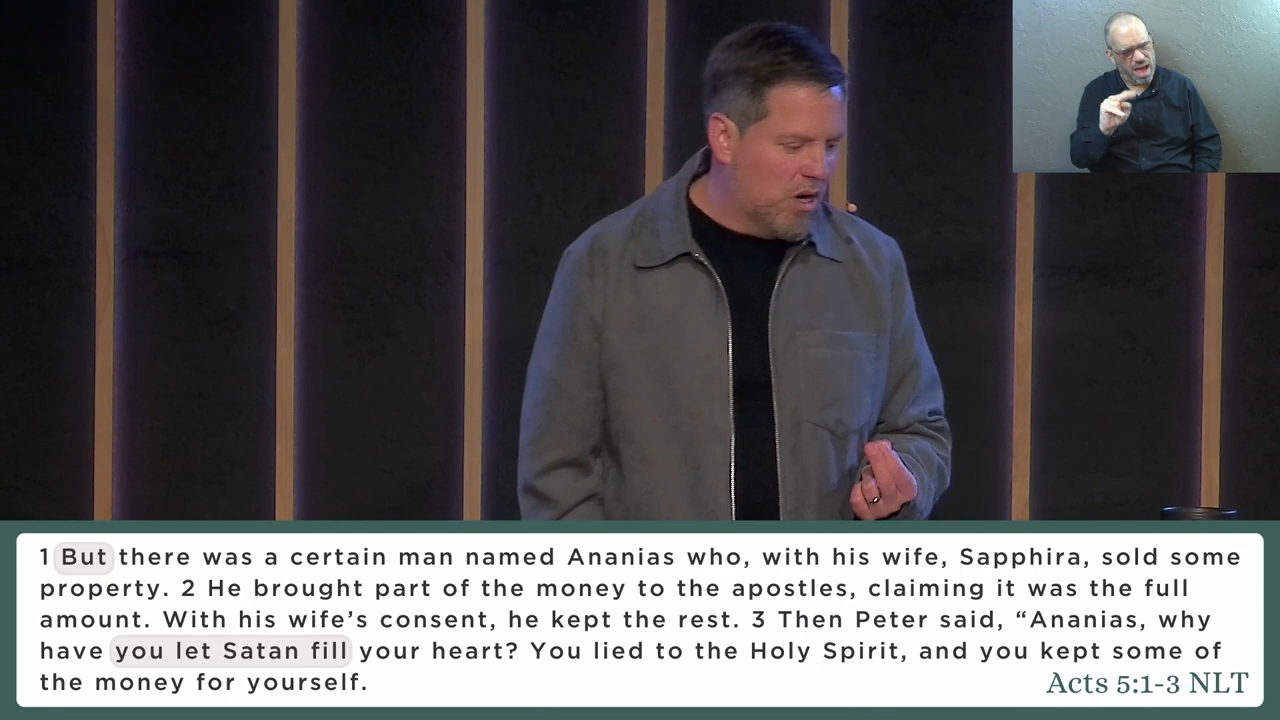 1 But there was a certain man named Ananias who, with his wife, Sapphira, sold some
property. 2 He brought part of the money to the apostles, claiming it was the full
amount. With his wife’s consent, he kept the rest. 3 Then Peter said, “Ananias, why
have you let Satan fill your heart? You lied to the Holy Spirit, and you kept some of
the money for yourself.
Acts 5:1-3 NLT